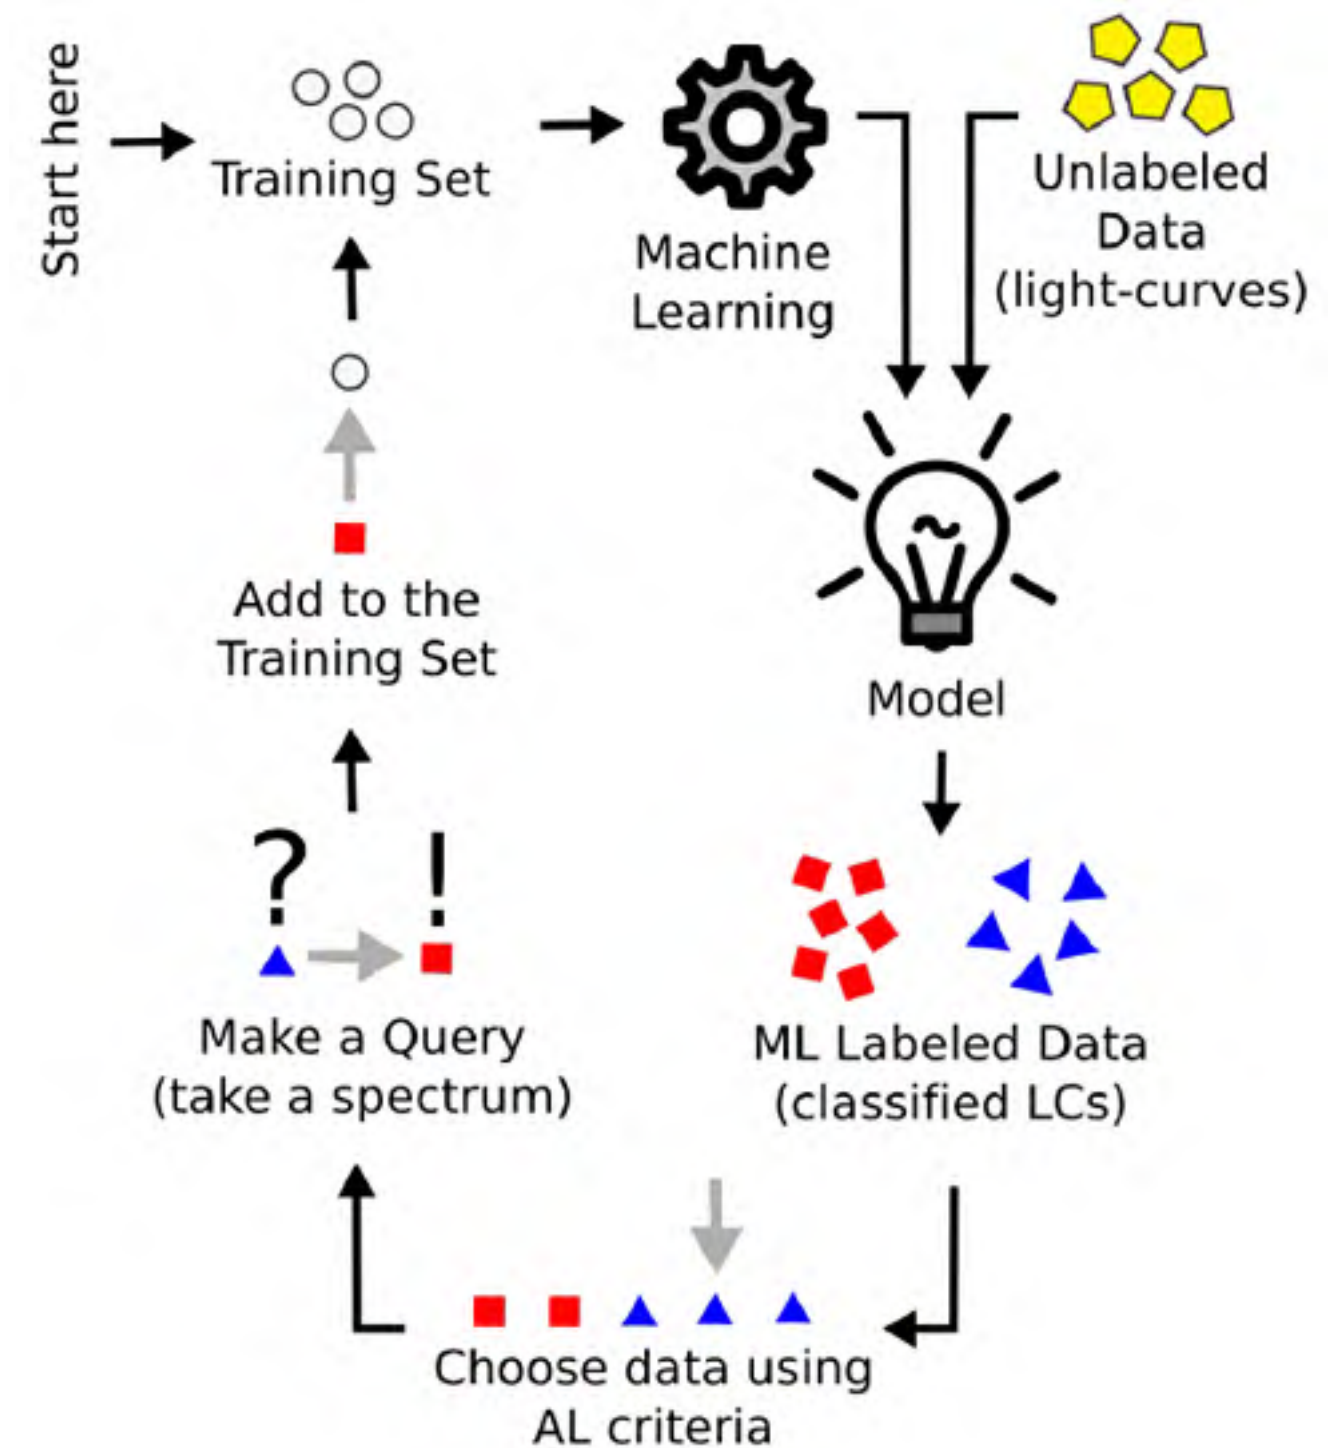 Start here
Training Set
Machine
Learning
Unlabeled
Data
(light-curves)
Model
ML Labeled Data
(classified LCs)
Choose data using
AL criteria
? !
Make a Query
(take a spectrum)
Add to the
Training Set